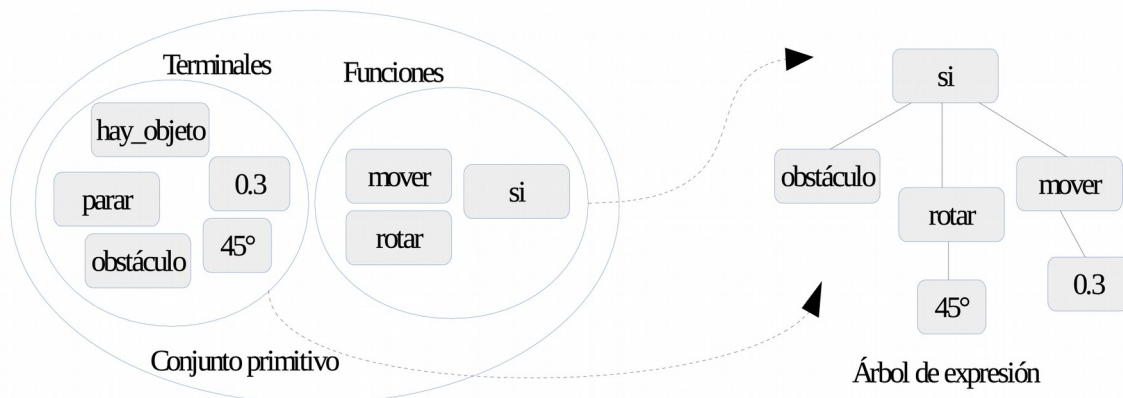 Terminales
Funciones
hay_objeto
parar
0.3
obstáculo
45°
mover
si
rotar
Conjunto primitivo
si
obstáculo
rotar
mover
45°
0.3
Árbol de expresión